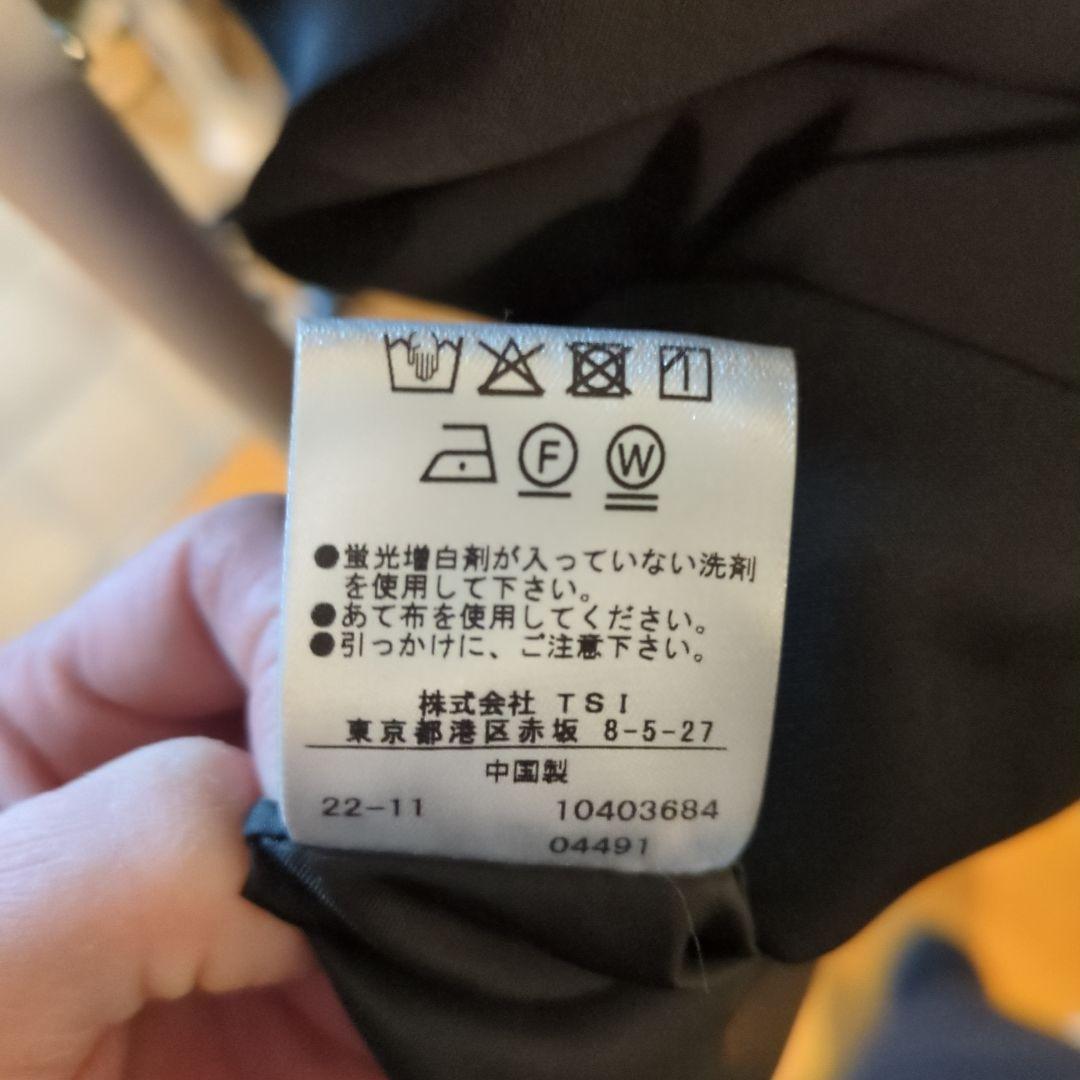 F W
●蛍光増白剤が入っていない洗剤
を使用して下さい。
●あて布を使用してください。
●引っかけに、ご注意下さい。
株式会社 TSI
東京都港区赤坂 8-5-27
中国製
22-11 10403684
04491